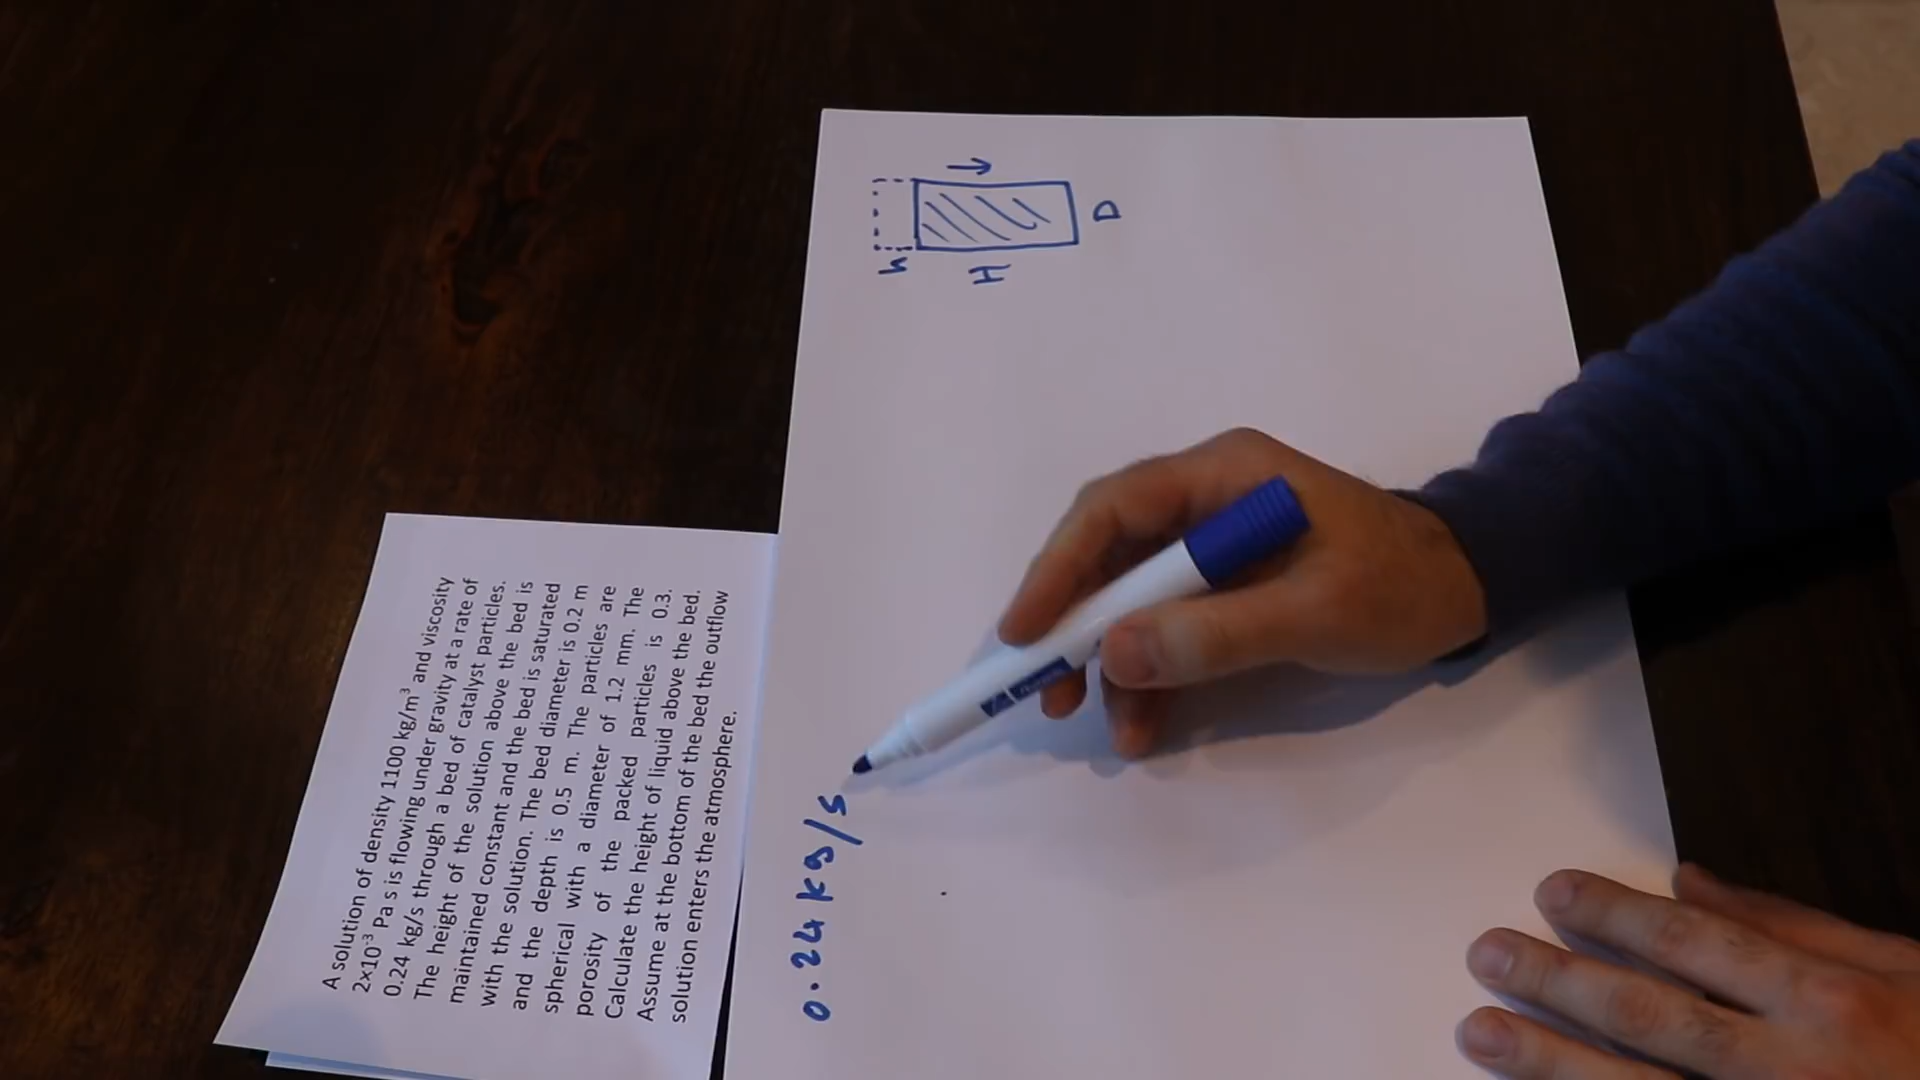 A solution of density 1100 kg/m³ and viscosity
2×10⁻³ Pa s is flowing under gravity at a rate of
0.24 kg/s through a bed of catalyst particles.
The height of the solution above the bed is
maintained constant and the bed is saturated
with the solution. The bed diameter is 0.2 m
and the depth is 0.5 m. The particles are
spherical with a diameter of 1.2 mm. The
porosity of the packed particles is 0.3.
Calculate the height of liquid above the bed.
Assume at the bottom of the bed the outflow
solution enters the atmosphere.
h
H
D
0.24 kg/s